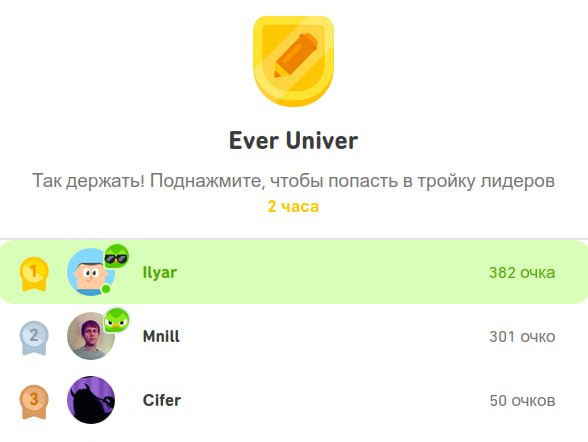 Ever Univer
Так держать! Поднажмите, чтобы попасть в тройку лидеров
2 часа
1 Ilyar 382 очка
2 Mnill 301 очко
3 Cifer 50 очков